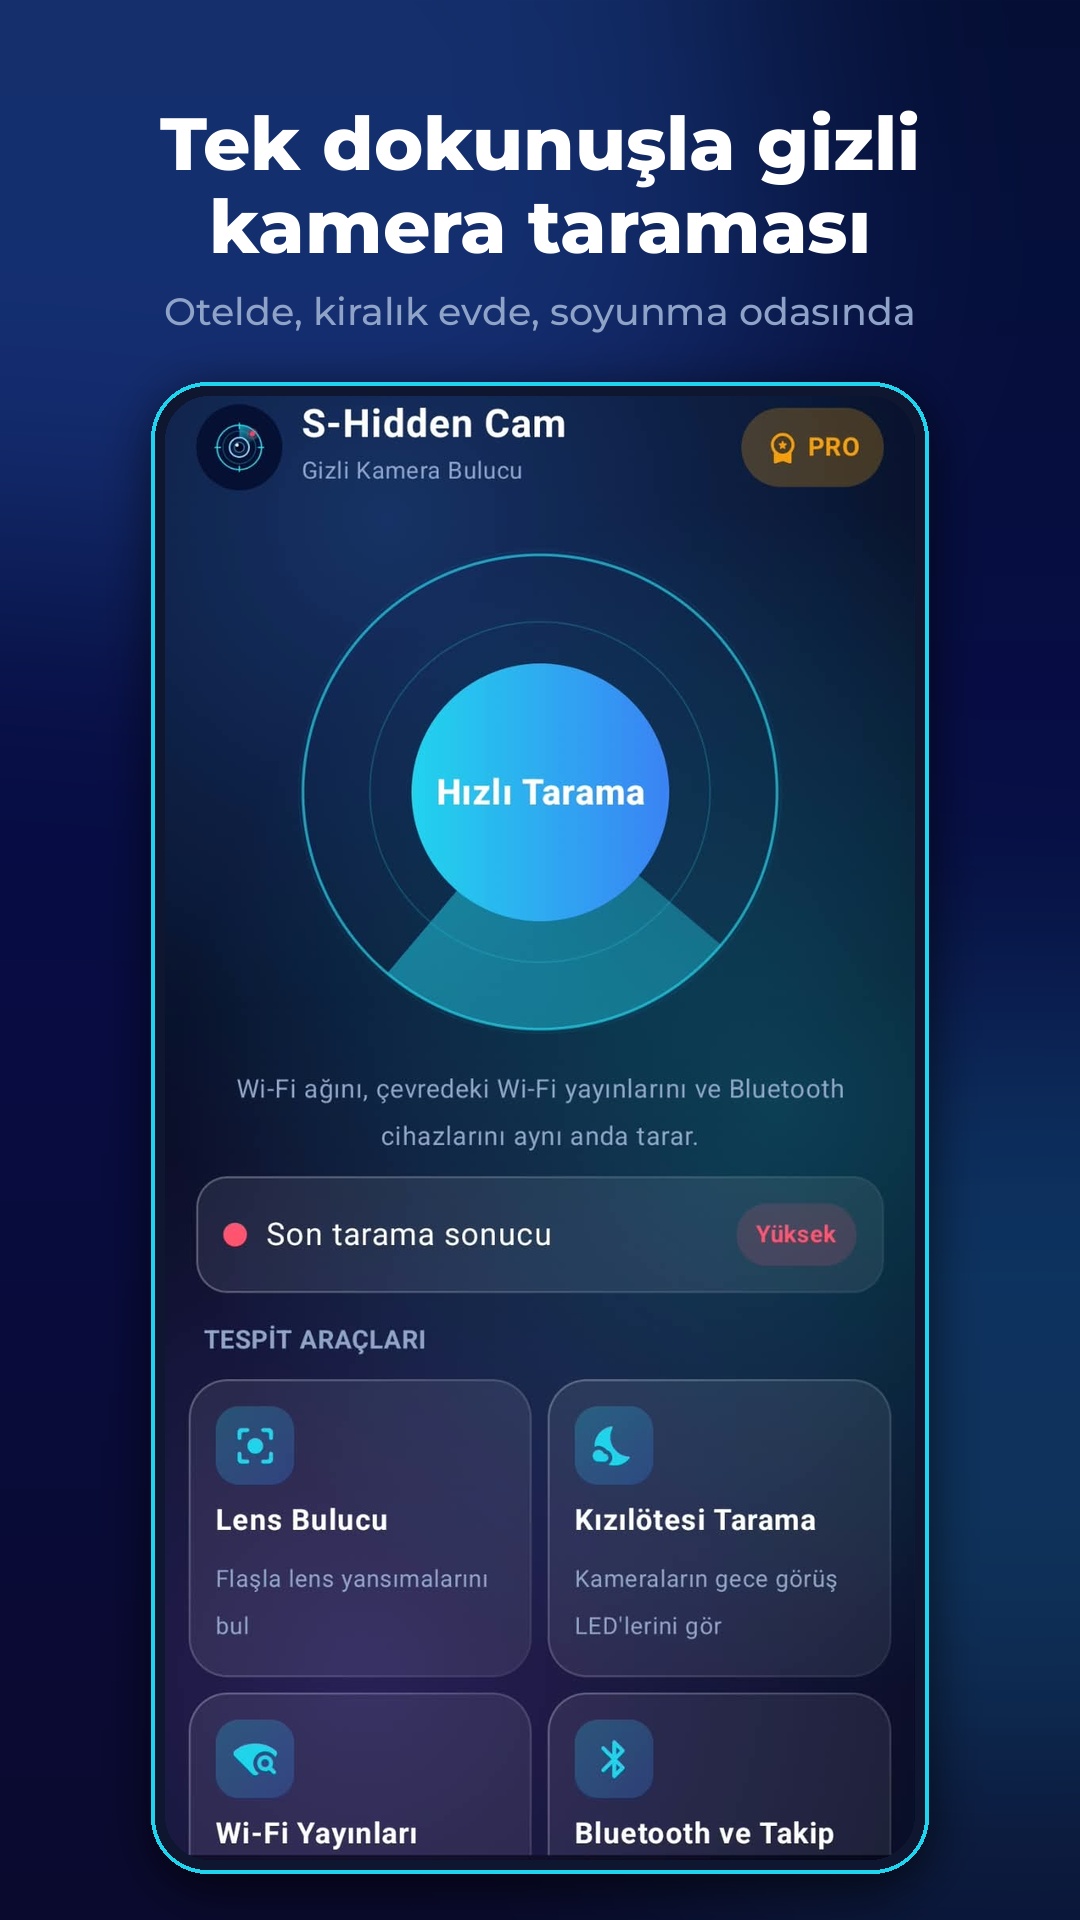 Tek dokunuşla gizli
kamera taraması
Otelde, kiralık evde, soyunma odasında
S-Hidden Cam
Gizli Kamera Bulucu
PRO
Hızlı Tarama
Wi-Fi ağını, çevredeki Wi-Fi yayınlarını ve Bluetooth
cihazlarını aynı anda tarar.
Son tarama sonucu
Yüksek
TESPİT ARAÇLARI
Lens Bulucu
Flaşla lens yansımalarını
bul
Kızılötesi Tarama
Kameraların gece görüş
LED'lerini gör
Wi-Fi Yayınları
Bluetooth ve Takip